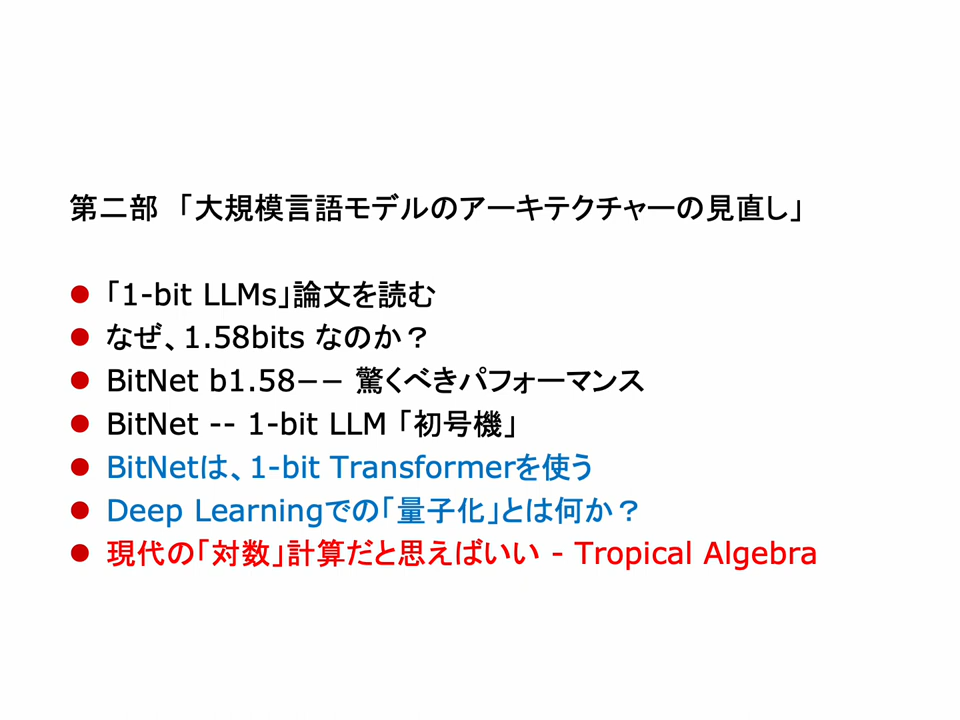 第二部 「大規模言語モデルのアーキテクチャーの見直し」
● 「1-bit LLMs」論文を読む
● なぜ、1.58bits なのか？
● BitNet b1.58−− 驚くべきパフォーマンス
● BitNet -- 1-bit LLM 「初号機」
● BitNetは、1-bit Transformerを使う
● Deep Learningでの「量子化」とは何か？
● 現代の「対数」計算だと思えばいい - Tropical Algebra